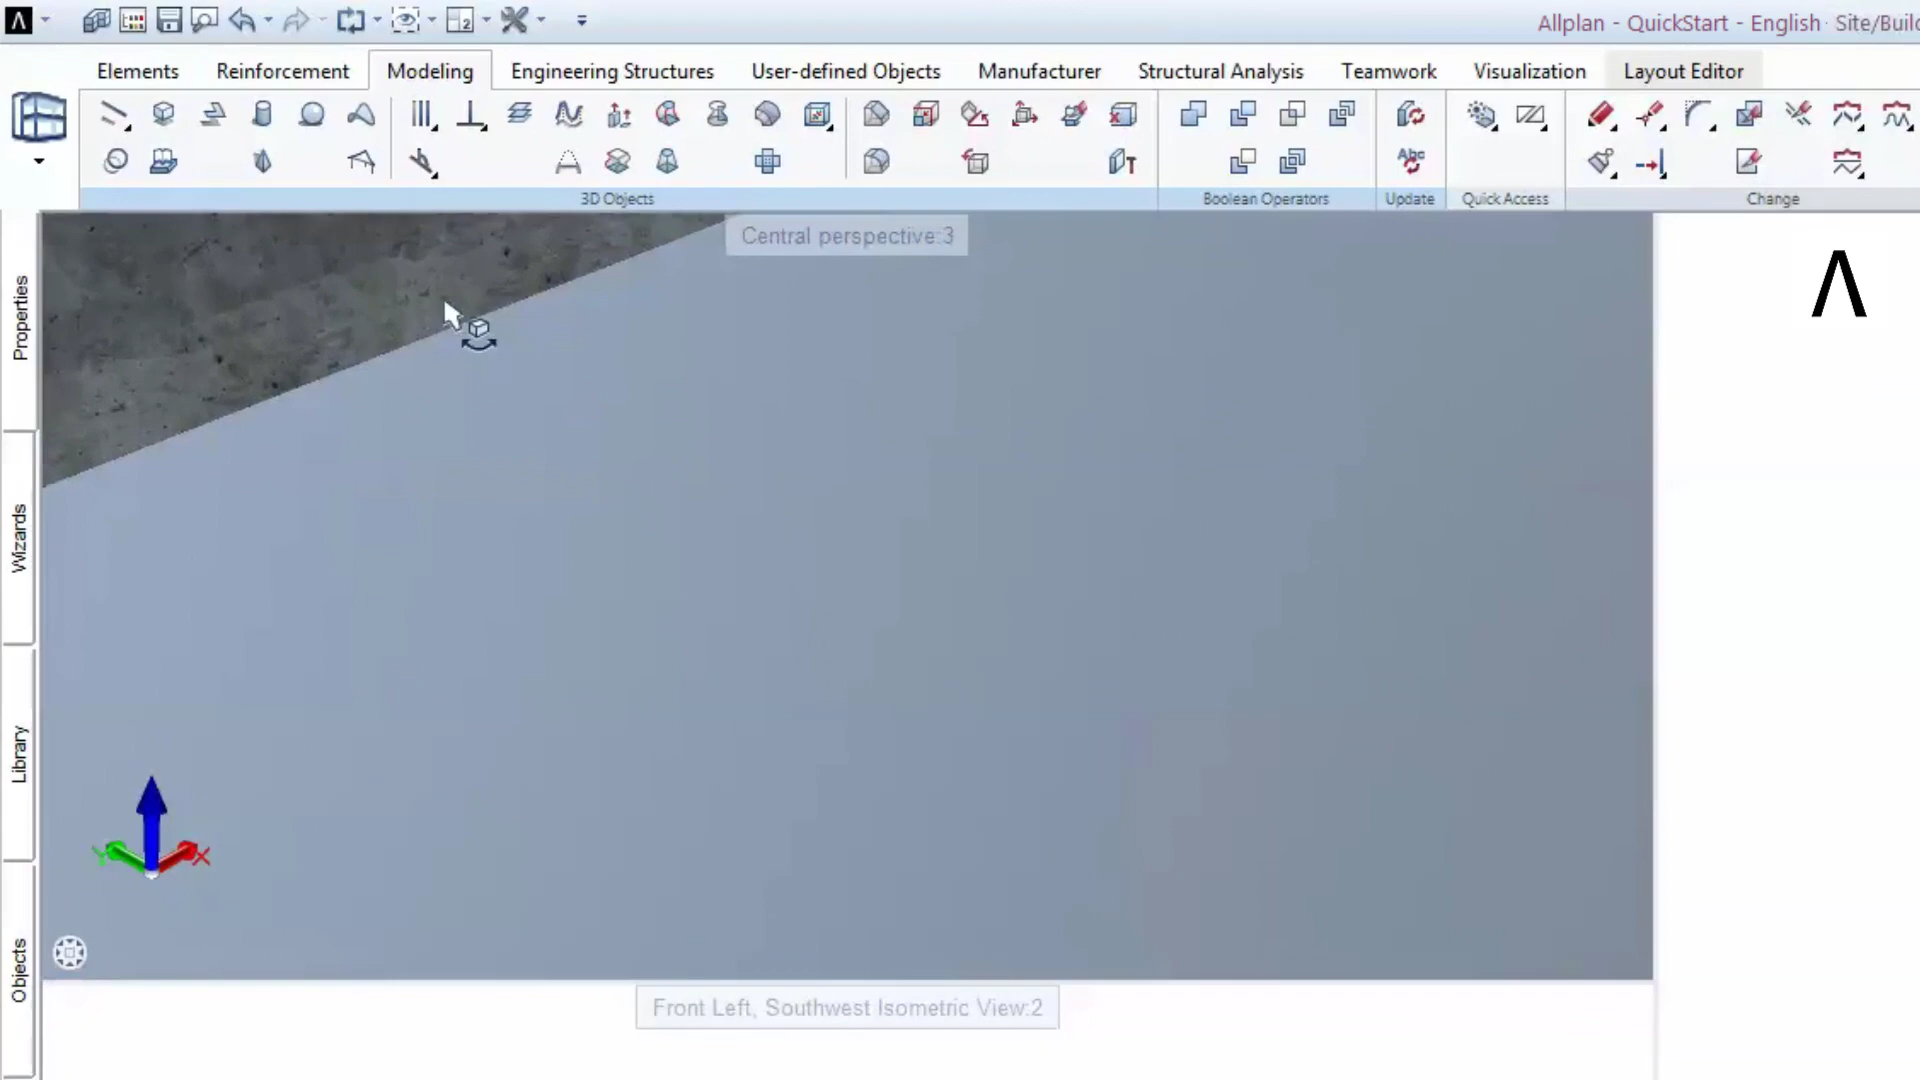 Allplan - QuickStart - English· Site/Build
Elements Reinforcement Modeling Engineering Structures User-defined Objects Manufacturer Structural Analysis Teamwork Visualization Layout Editor
Abc
3D Objects Boolean Operators Update Quick Access Change
Central perspective:3
Properties
Wizards
Library
Objects
Y X
Front Left, Southwest Isometric View:2